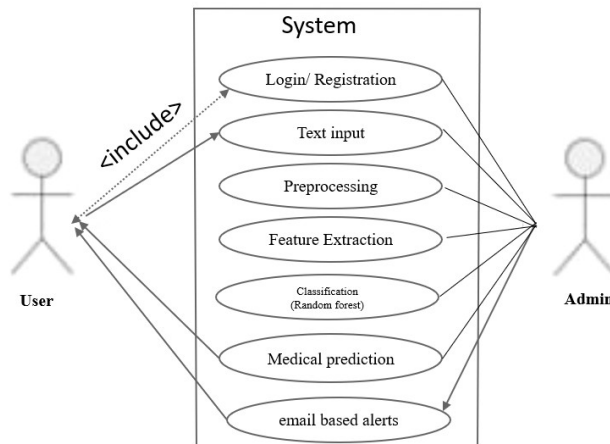 System
Login/ Registration
<include>
Text input
Preprocessing
Feature Extraction
Classification
(Random forest)
User
Admin
Medical prediction
email based alerts